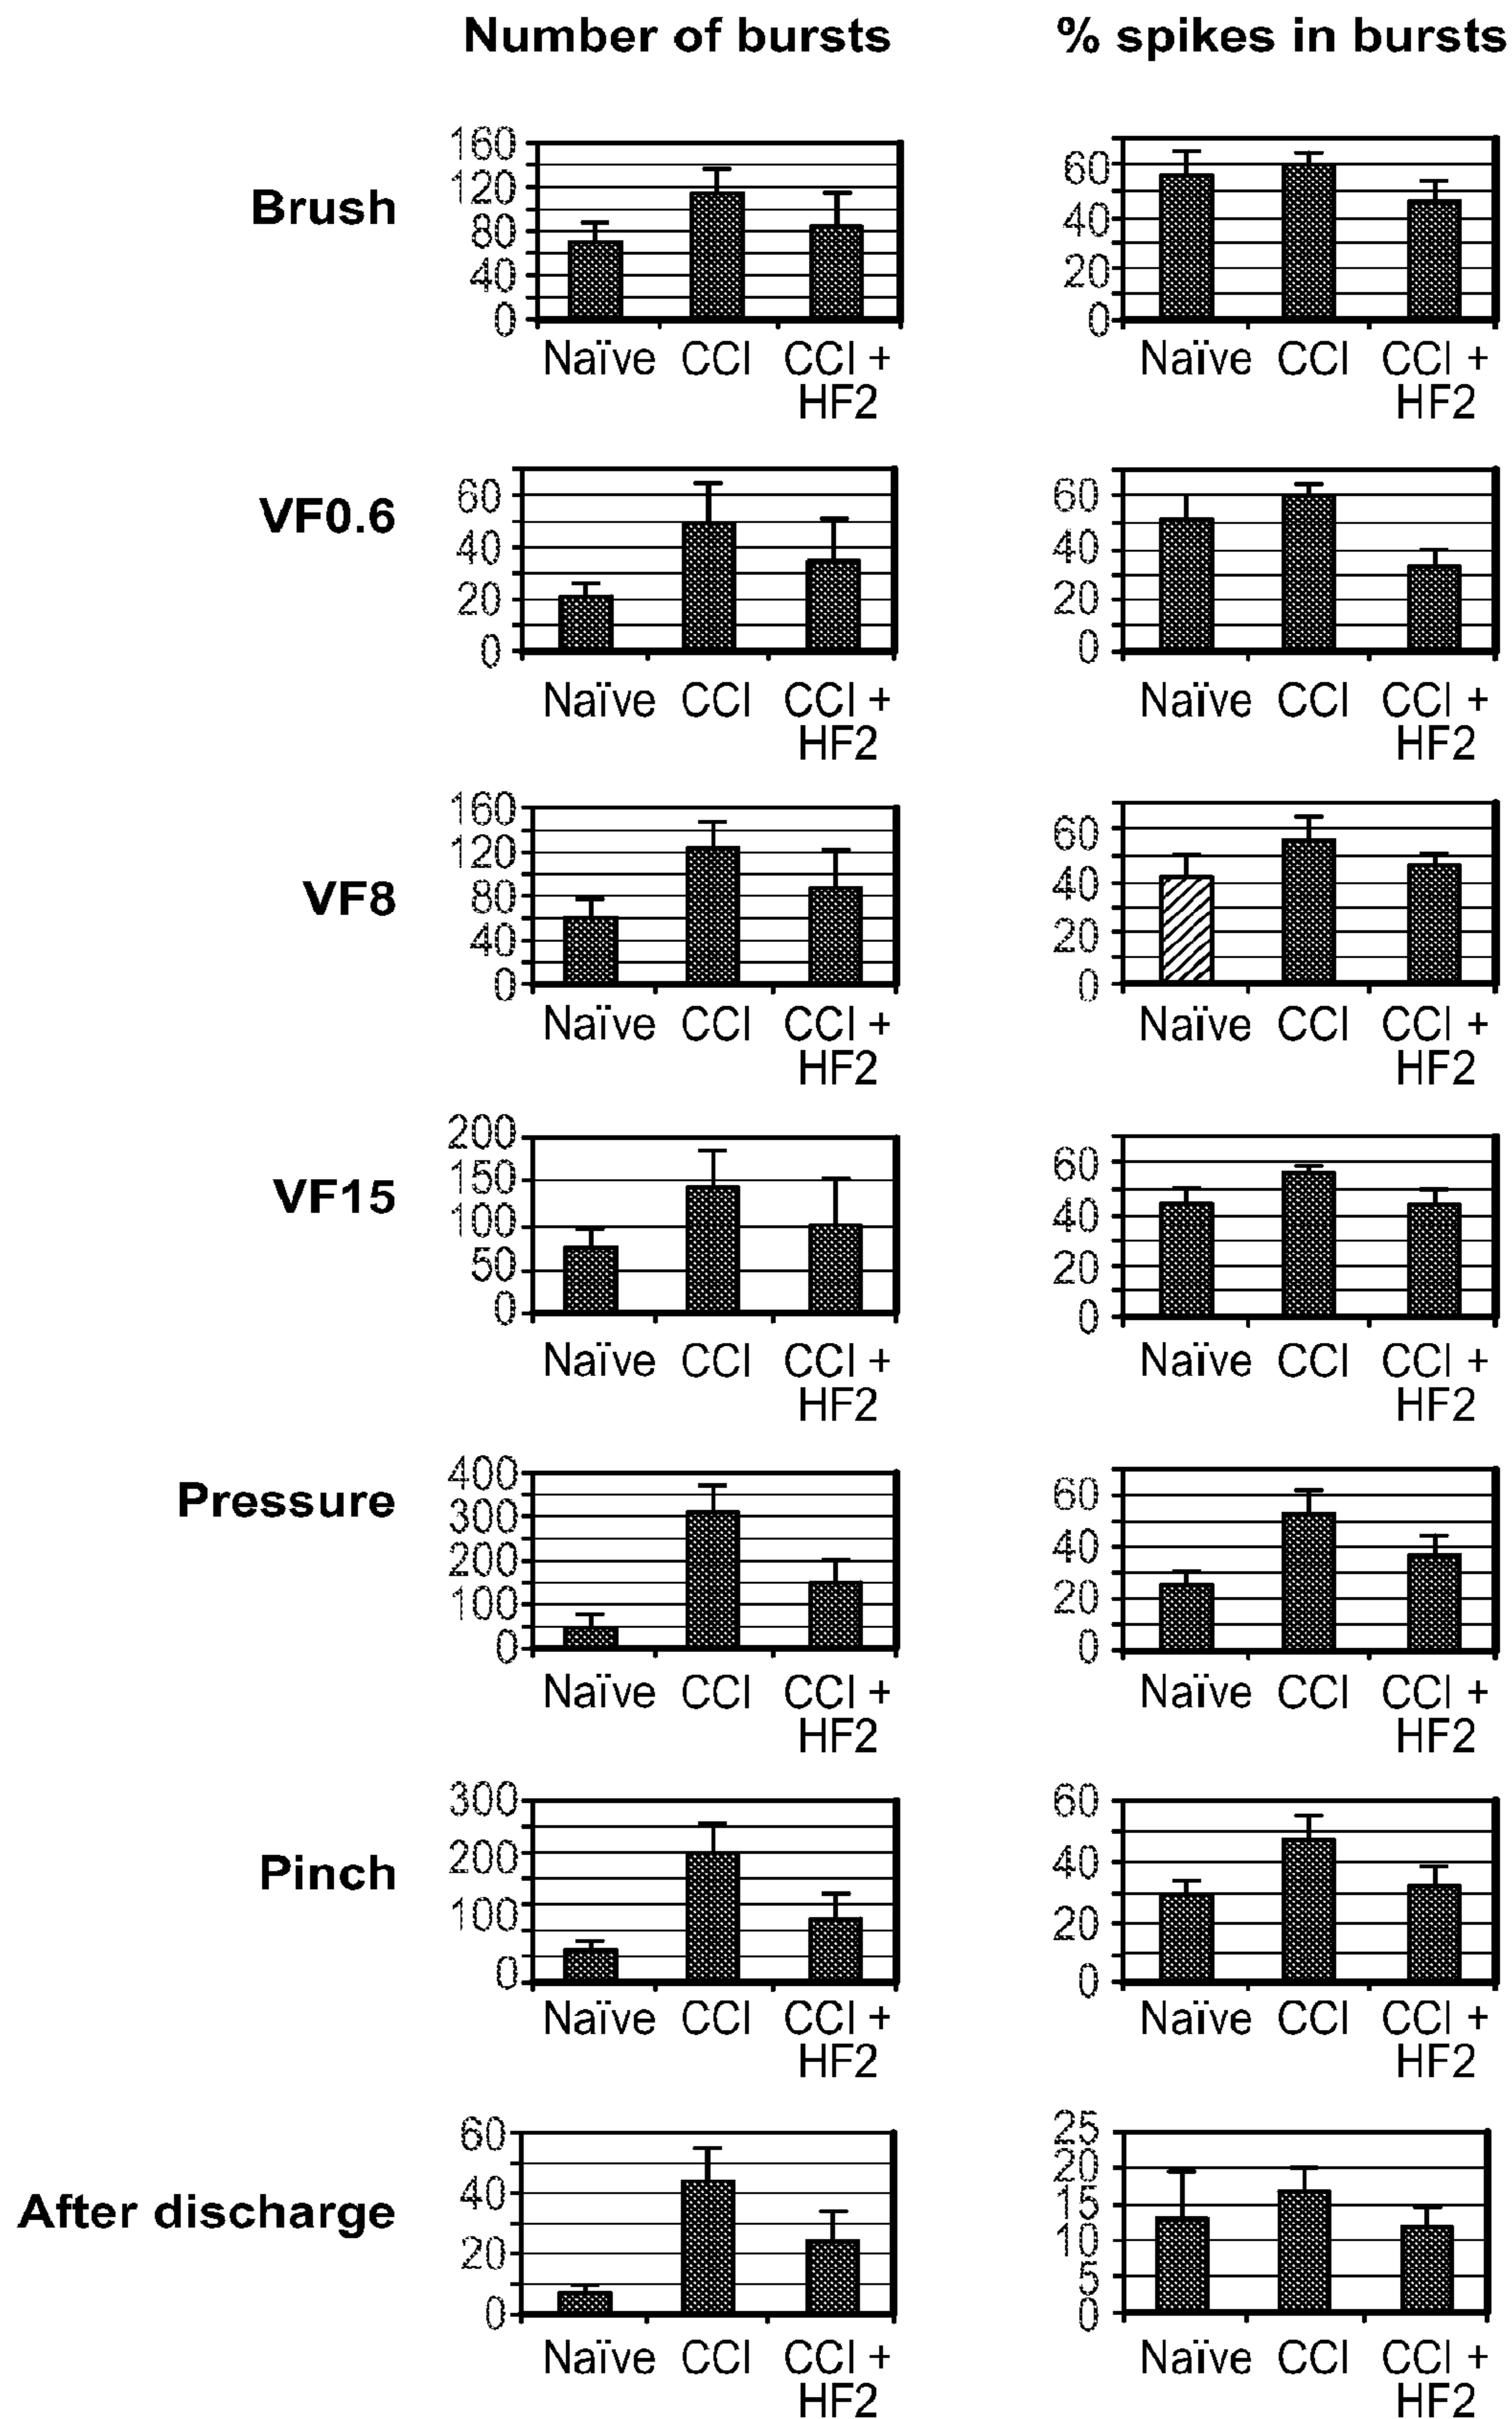 Number of bursts
% spikes in bursts
Brush
160
120
80
40
0
Naïve CCI CCI +
HF2
60
40
20
0
Naïve CCI CCI +
HF2
VF0.6
60
40
20
0
Naïve CCI CCI +
HF2
60
40
20
0
Naïve CCI CCI +
HF2
VF8
160
120
80
40
0
Naïve CCI CCI +
HF2
60
40
20
0
Naïve CCI CCI +
HF2
VF15
200
150
100
50
0
Naïve CCI CCI +
HF2
60
40
20
0
Naïve CCI CCI +
HF2
Pressure
400
300
200
100
0
Naïve CCI CCI +
HF2
60
40
20
0
Naïve CCI CCI +
HF2
Pinch
300
200
100
0
Naïve CCI CCI +
HF2
60
40
20
0
Naïve CCI CCI +
HF2
After discharge
60
40
20
0
Naïve CCI CCI +
HF2
25
20
15
10
5
0
Naïve CCI CCI +
HF2